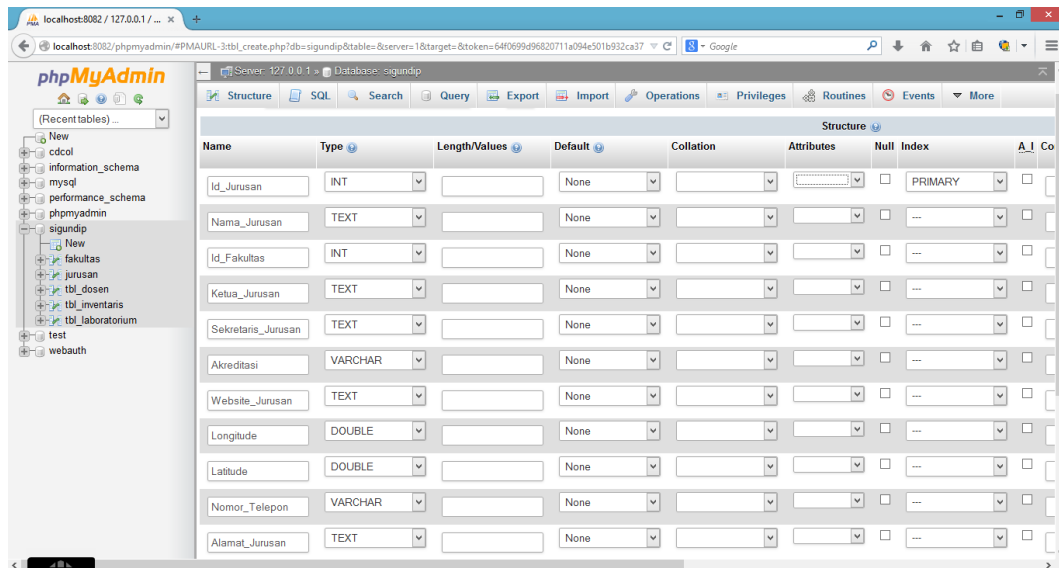 localhost:8082 / 127.0.0.1 / ...
localhost:8082/phpmyadmin/#PMAURL-3:tbl_create.php?db=sigundip&table=&server=1&target=&token=64f0699d96820711a094e501b932ca37
Google
phpMyAdmin
(Recent tables) ...
New
cdcol
information_schema
mysql
performance_schema
phpmyadmin
sigundip
New
fakultas
jurusan
tbl_dosen
tbl_inventaris
tbl_laboratorium
test
webauth
Server: 127.0.0.1 » Database: sigundip
Structure SQL Search Query Export Import Operations Privileges Routines Events More
Structure
Name Type Length/Values Default Collation Attributes Null Index A_I Co
Id_Jurusan INT None PRIMARY
Nama_Jurusan TEXT None ---
Id_Fakultas INT None ---
Ketua_Jurusan TEXT None ---
Sekretaris_Jurusan TEXT None ---
Akreditasi VARCHAR None ---
Website_Jurusan TEXT None ---
Longitude DOUBLE None ---
Latitude DOUBLE None ---
Nomor_Telepon VARCHAR None ---
Alamat_Jurusan TEXT None ---